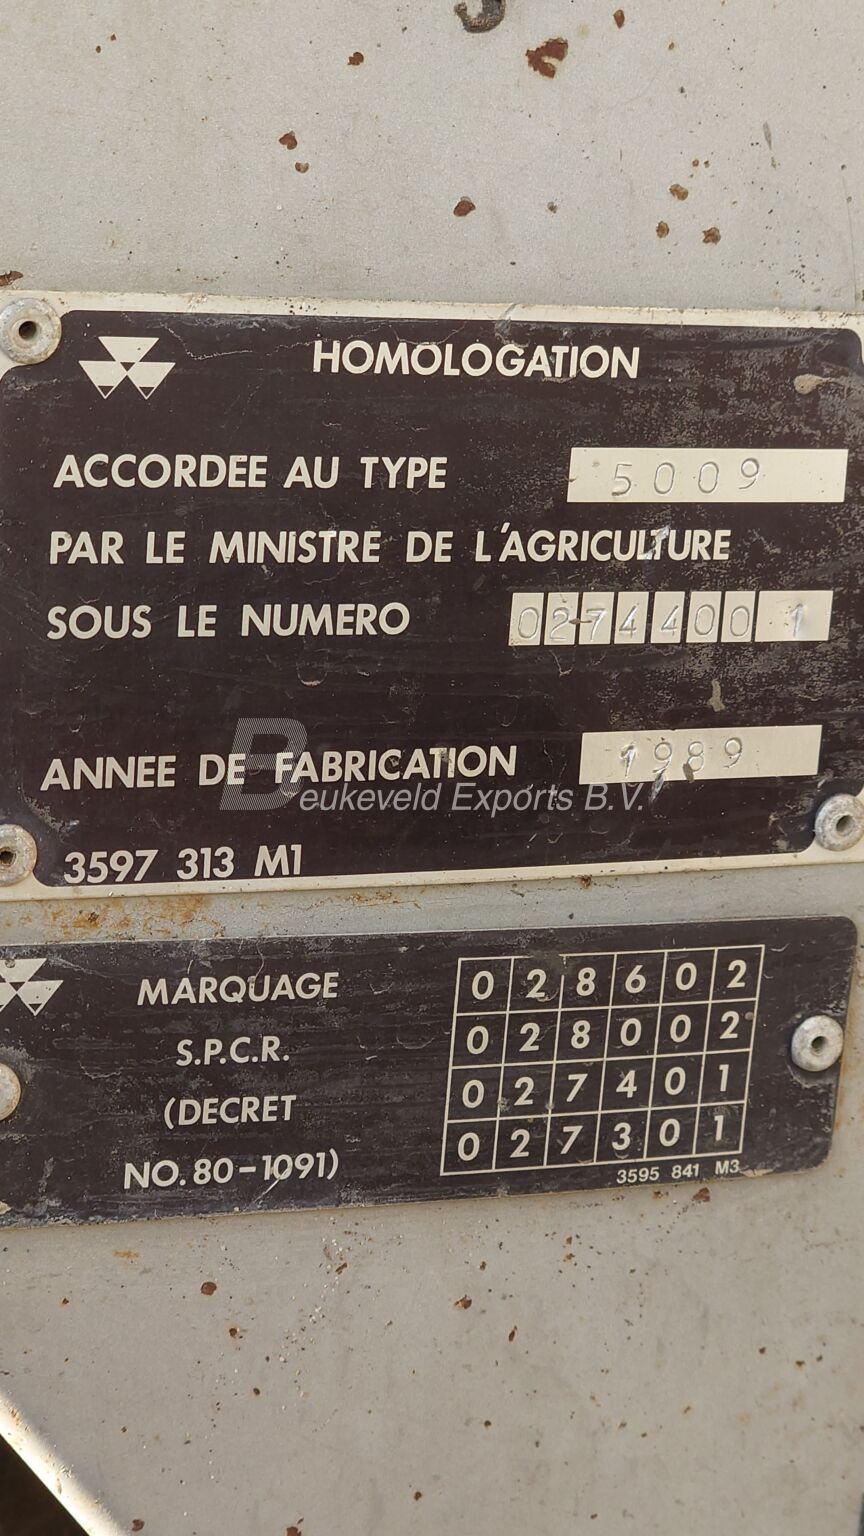 HOMOLOGATION
ACCORDEE AU TYPE 5009
PAR LE MINISTRE DE L'AGRICULTURE
SOUS LE NUMERO 0274400 1
ANNEE DE FABRICATION 1989
Beukeveld Exports B.V.
3597 313 M1
MARQUAGE 028602
S.P.C.R. 028002
(DECRET 027401
NO. 80-1091) 027301
3595 841 M3